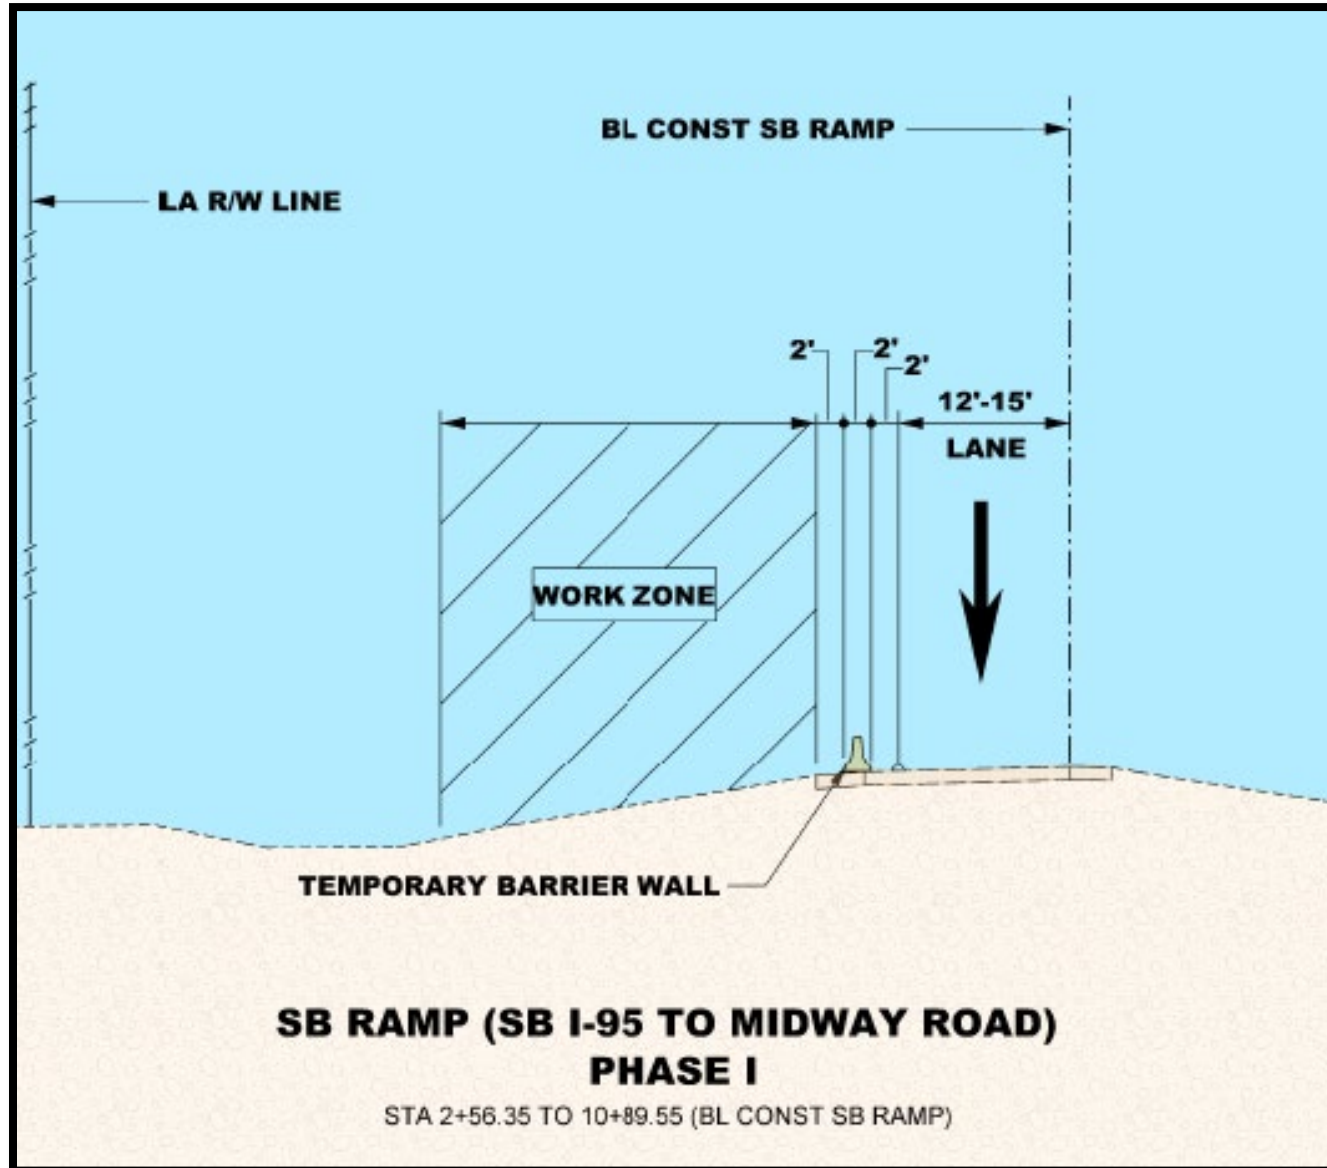 BL CONST SB RAMP
LA R/W LINE
2'
2'
2'
12'-15'
LANE
WORK ZONE
TEMPORARY BARRIER WALL
SB RAMP (SB I-95 TO MIDWAY ROAD)
PHASE I
STA 2+56.35 TO 10+89.55 (BL CONST SB RAMP)